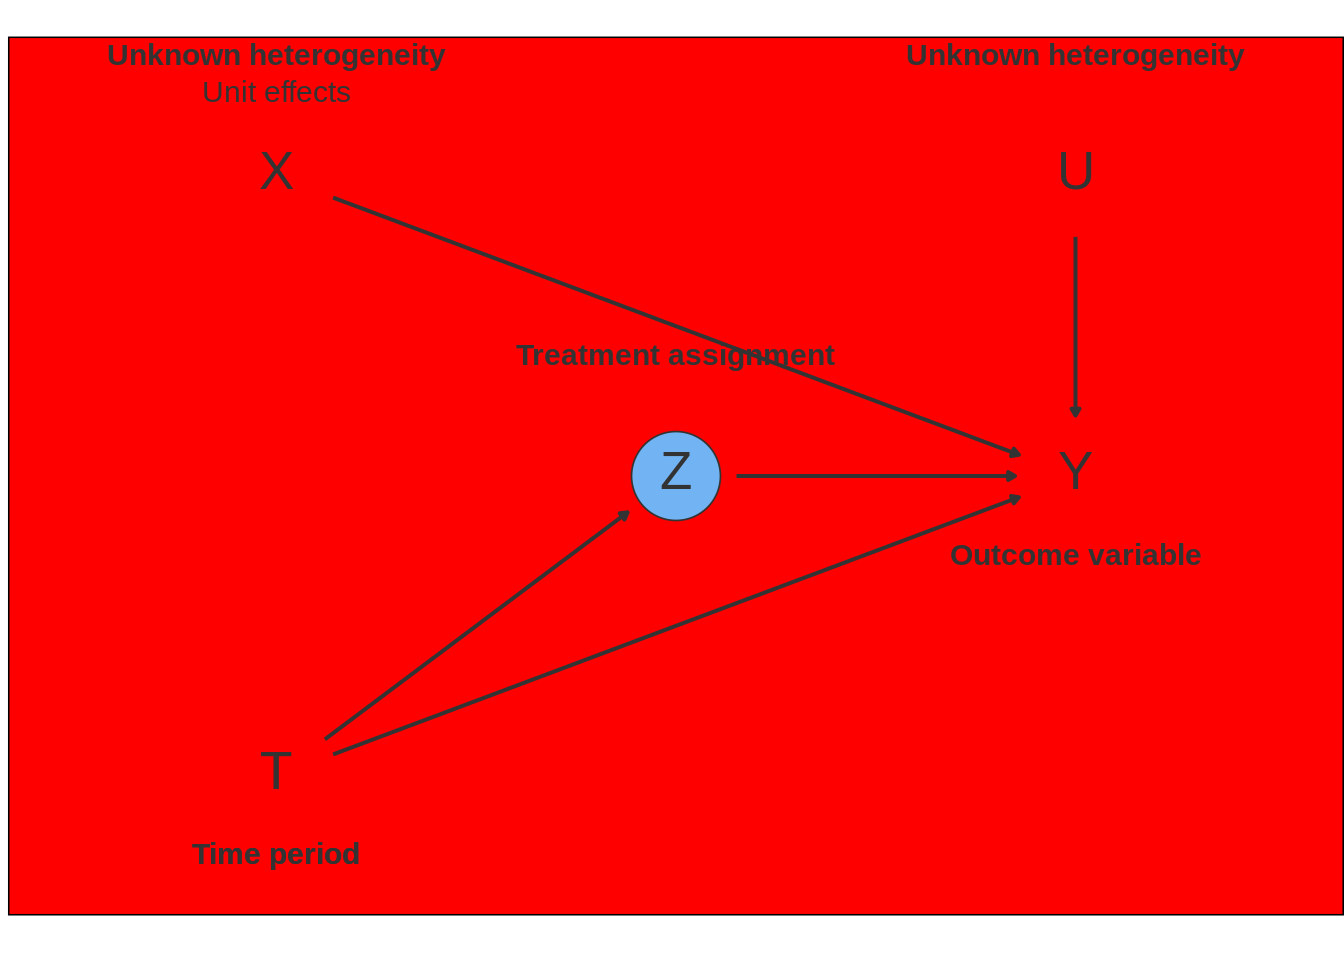 Unknown heterogeneity
Unit effects
X
Unknown heterogeneity
U
Treatment assignment
Z
Y
Outcome variable
T
Time period